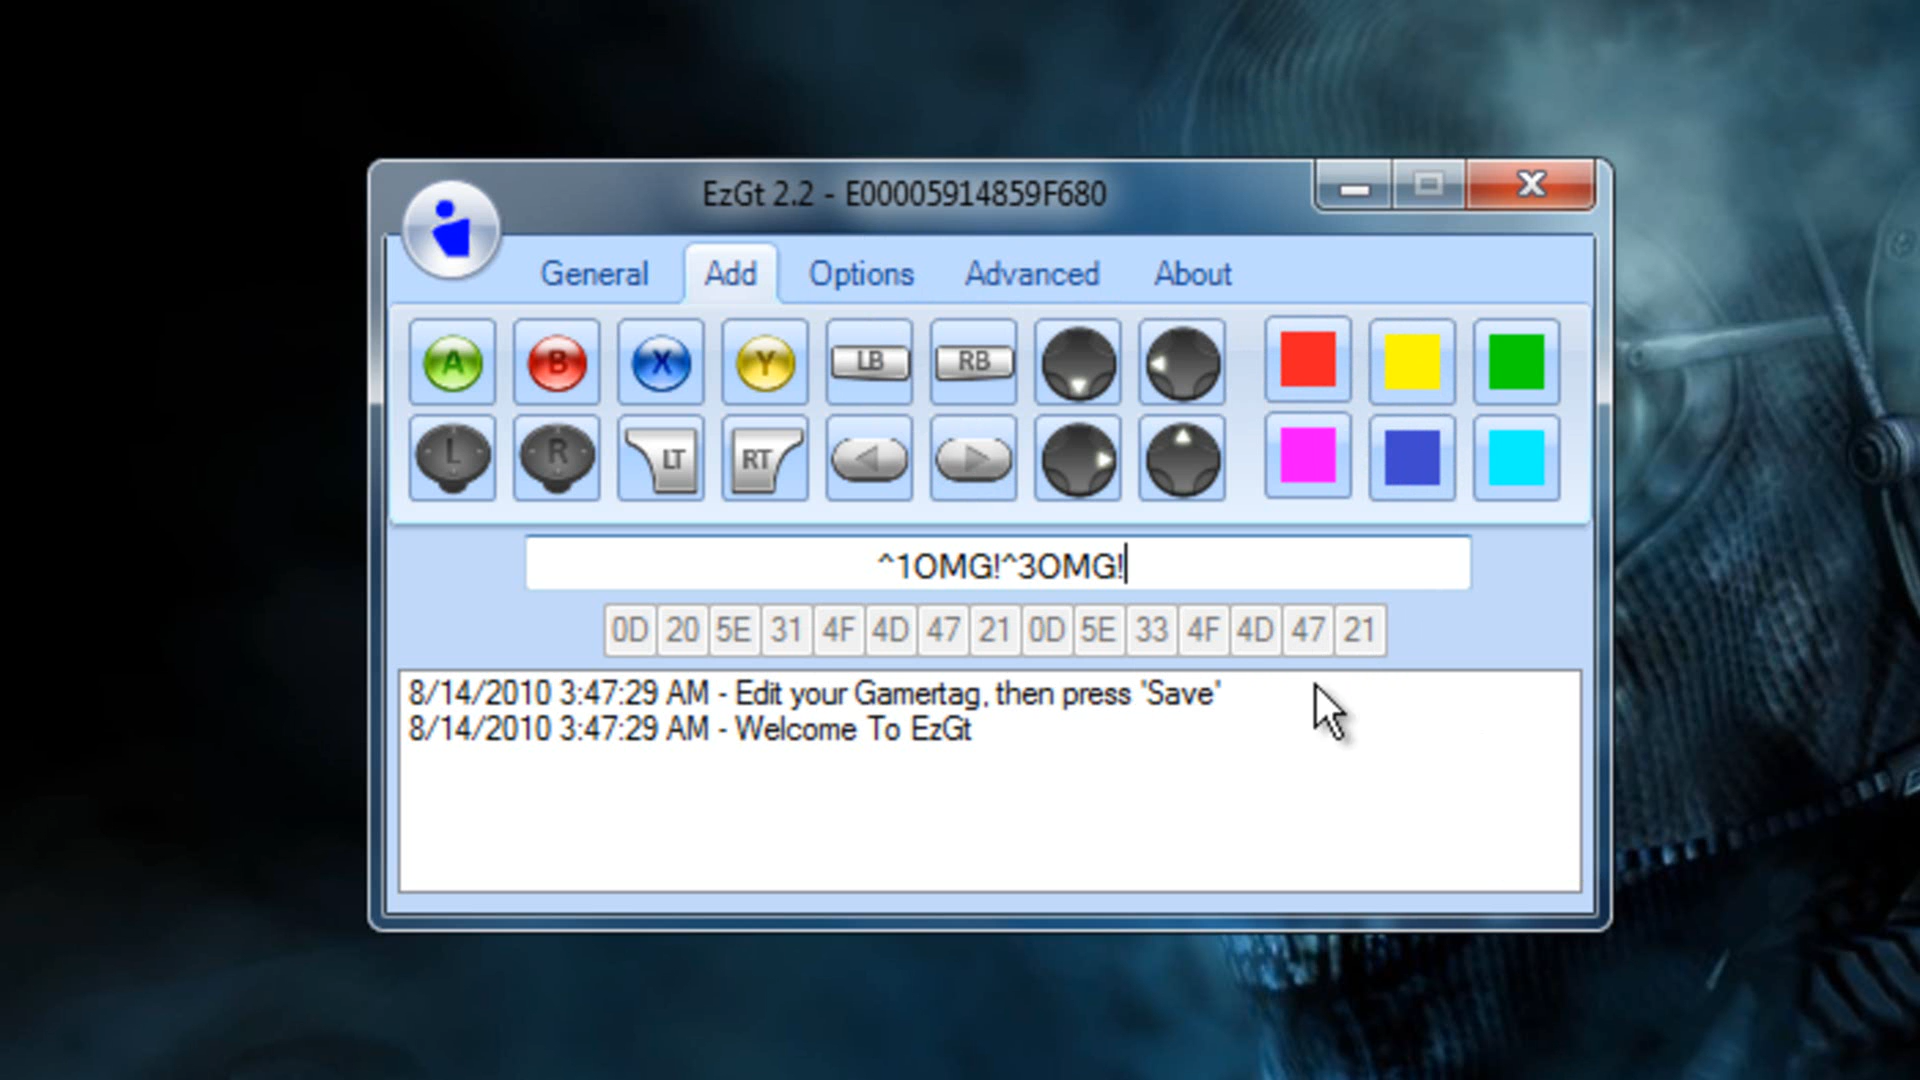 EzGt 2.2 - E00005914859F680
General Add Options Advanced About
A B X Y LB RB
L R LT RT
^1OMG!^3OMG!
0D 20 5E 31 4F 4D 47 21 0D 5E 33 4F 4D 47 21
8/14/2010 3:47:29 AM - Edit your Gamertag, then press 'Save'
8/14/2010 3:47:29 AM - Welcome To EzGt